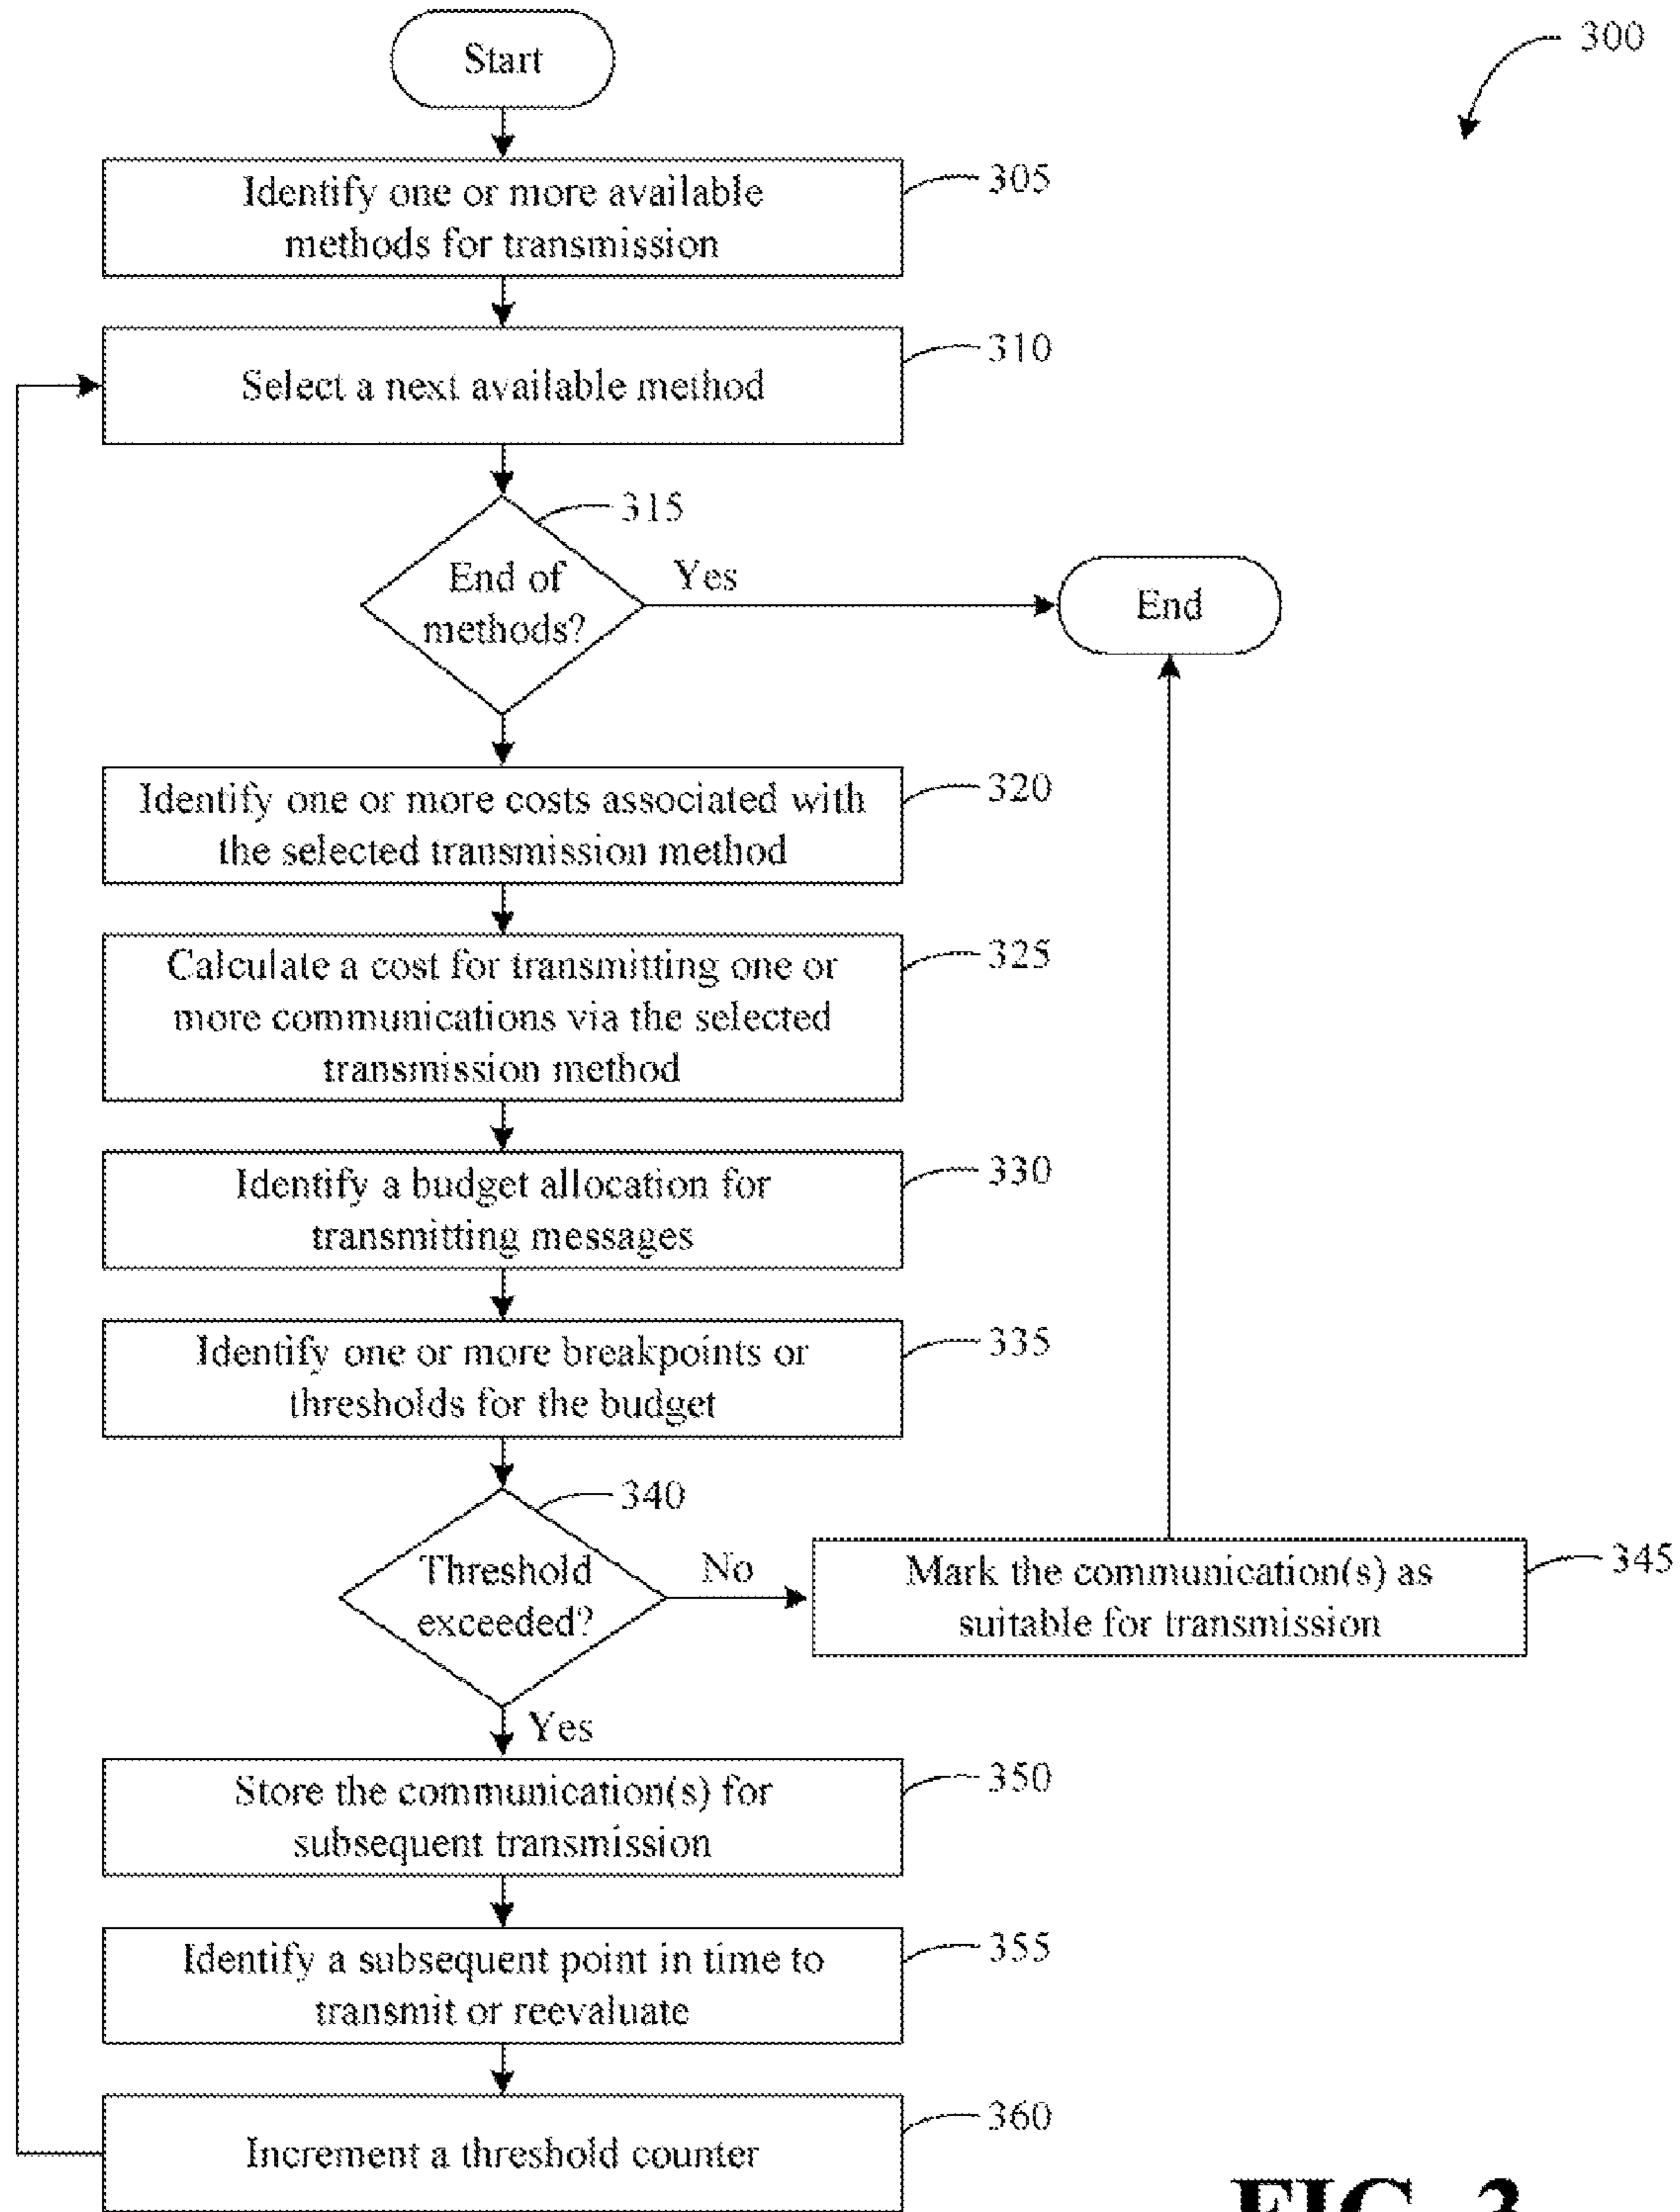 Start
300
Identify one or more available
methods for transmission
305
Select a next available method
310
315
End of
methods?
Yes
End
Identify one or more costs associated with
the selected transmission method
320
Calculate a cost for transmitting one or
more communications via the selected
transmission method
325
Identify a budget allocation for
transmitting messages
330
Identify one or more breakpoints or
thresholds for the budget
335
340
Threshold
exceeded?
No
Mark the communication(s) as
suitable for transmission
345
Yes
Store the communication(s) for
subsequent transmission
350
Identify a subsequent point in time to
transmit or reevaluate
355
Increment a threshold counter
360
FIG. 3